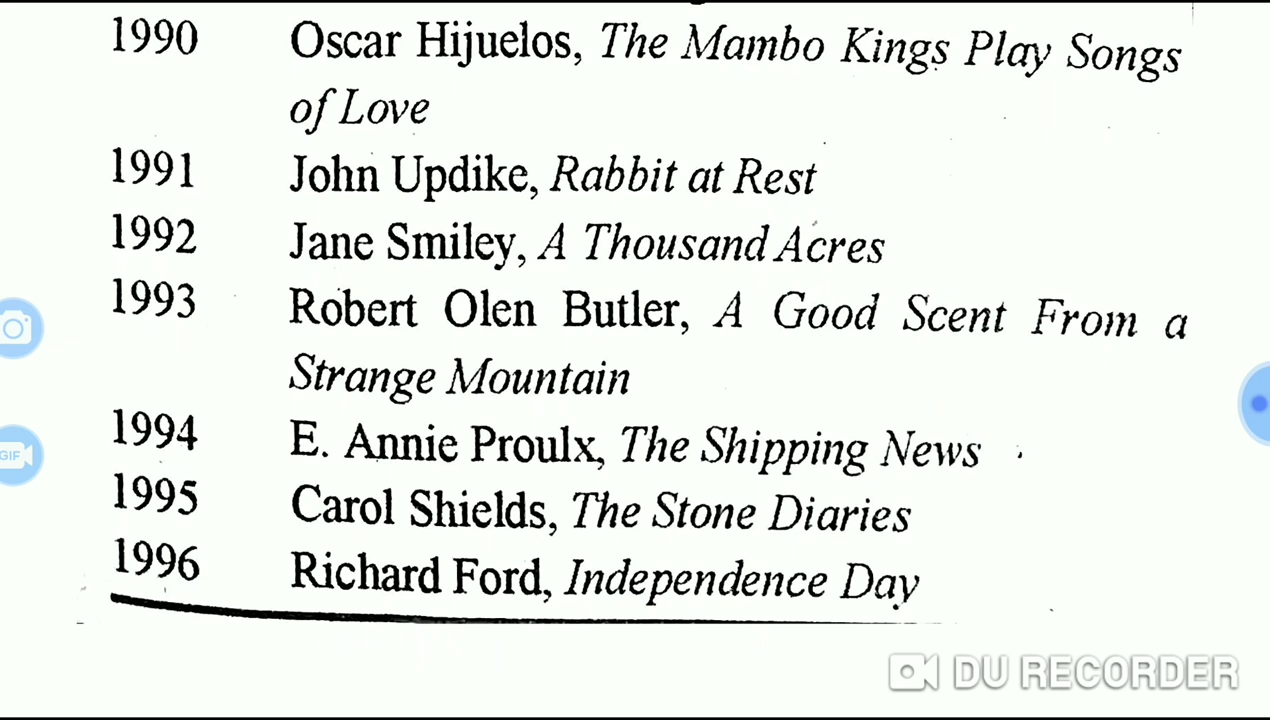 1990 Oscar Hijuelos, The Mambo Kings Play Songs
of Love
1991 John Updike, Rabbit at Rest
1992 Jane Smiley, A Thousand Acres
1993 Robert Olen Butler, A Good Scent From a
Strange Mountain
1994 E. Annie Proulx, The Shipping News
1995 Carol Shields, The Stone Diaries
1996 Richard Ford, Independence Day
GIF
DU RECORDER